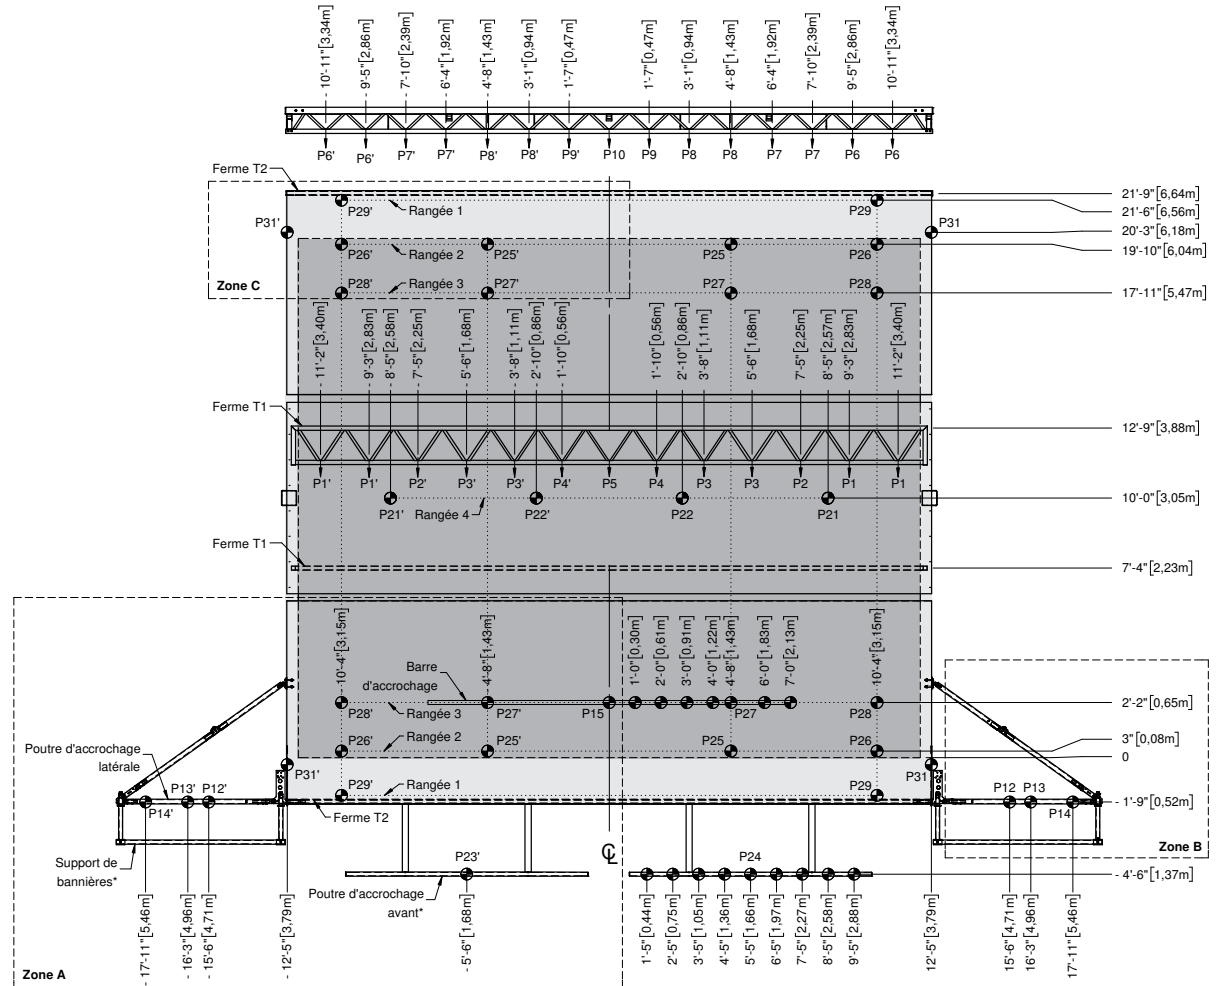 - 10'-11" [3,34m]
- 9'-5" [2,86m]
- 7'-10" [2,39m]
- 6'-4" [1,92m]
- 4'-8" [1,43m]
- 3'-1" [0,94m]
- 1'-7" [0,47m]
1'-7" [0,47m]
3'-1" [0,94m]
4'-8" [1,43m]
6'-4" [1,92m]
7'-10" [2,39m]
9'-5" [2,86m]
10'-11" [3,34m]
P6' P6' P7' P7' P8' P8' P9' P10 P9 P8 P8 P7 P7 P6 P6
Ferme T2
21'-9" [6,64m]
P29' Rangée 1 P29
21'-6" [6,56m]
P31' P31
20'-3" [6,18m]
P26' Rangée 2 P25' P25 P26
19'-10" [6,04m]
Zone C
P28' Rangée 3 P27' P27 P28
17'-11" [5,47m]
- 11'-2" [3,40m]
- 9'-3" [2,83m]
- 8'-5" [2,58m]
- 7'-5" [2,25m]
- 5'-6" [1,68m]
- 3'-8" [1,11m]
- 2'-10" [0,86m]
- 1'-10" [0,56m]
1'-10" [0,56m]
2'-10" [0,86m]
3'-8" [1,11m]
5'-6" [1,68m]
7'-5" [2,25m]
8'-5" [2,57m]
9'-3" [2,83m]
11'-2" [3,40m]
Ferme T1
12'-9" [3,88m]
P1' P1' P2' P3' P3' P4' P5 P4 P3 P3 P2 P1 P1
10'-0" [3,05m]
P21' Rangée 4 P22' P22 P21
Ferme T1
7'-4" [2,23m]
10'-4" [3,15m]
4'-8" [1,43m]
1'-0" [0,30m]
2'-0" [0,61m]
3'-0" [0,91m]
4'-0" [1,22m]
4'-8" [1,43m]
6'-0" [1,83m]
7'-0" [2,13m]
10'-4" [3,15m]
Barre
d'accrochage
2'-2" [0,65m]
P28' Rangée 3 P27' P15 P27 P28
P26' Rangée 2 P25' P25 P26
3" [0,08m]
0
Poutre d'accrochage
latérale
P31' P31
P29' Rangée 1 P29
P13' P12' P12 P13
P14' P14
- 1'-9" [0,52m]
Ferme T2
Support de
bannières*
Zone B
℄
P23' P24
Poutre d'accrochage
avant*
- 4'-6" [1,37m]
- 17'-11" [5,46m]
- 16'-3" [4,96m]
- 15'-6" [4,71m]
- 12'-5" [3,79m]
- 5'-6" [1,68m]
1'-5" [0,44m]
2'-5" [0,75m]
3'-5" [1,05m]
4'-5" [1,36m]
5'-5" [1,66m]
6'-5" [1,97m]
7'-5" [2,27m]
8'-5" [2,58m]
9'-5" [2,88m]
12'-5" [3,79m]
15'-6" [4,71m]
16'-3" [4,96m]
17'-11" [5,46m]
Zone A